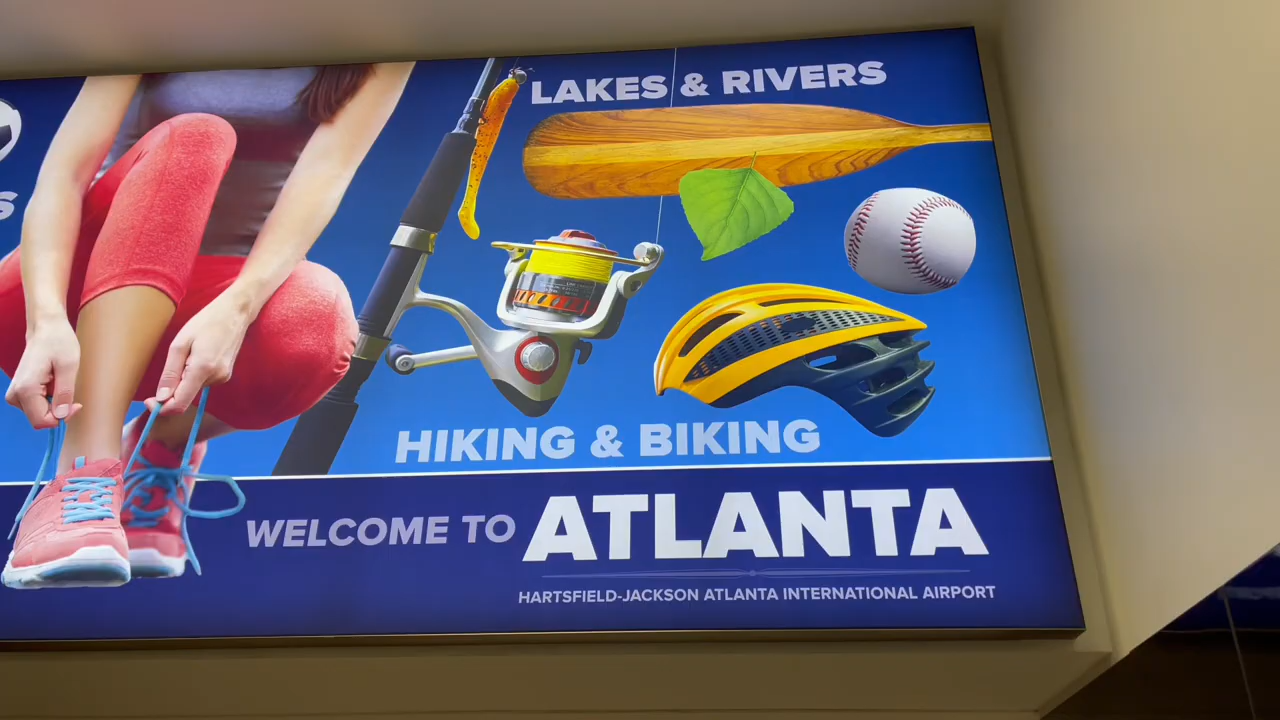 LAKES & RIVERS
S
HIKING & BIKING
WELCOME TO ATLANTA
HARTSFIELD-JACKSON ATLANTA INTERNATIONAL AIRPORT